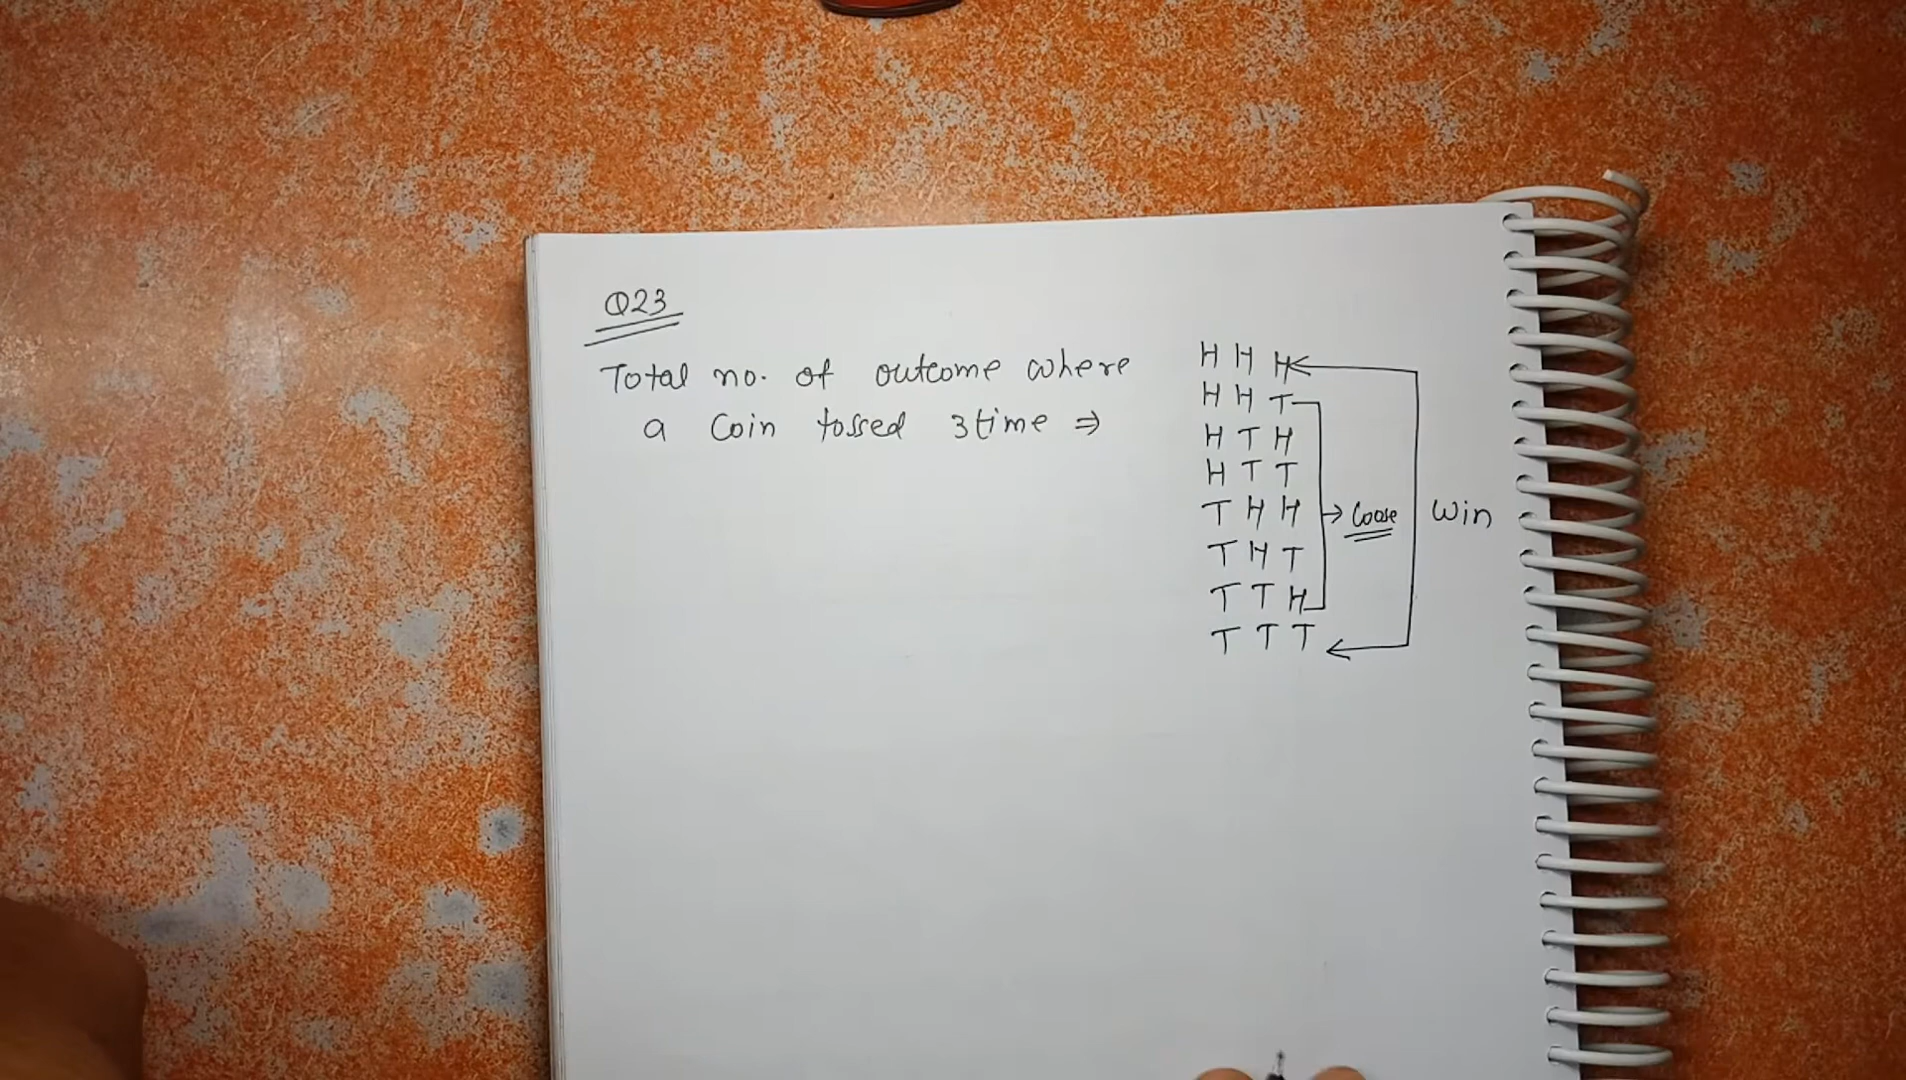 Q23
Total no. of outcome where
a Coin tossed 3time ⇒
H H H
H H T
H T H
H T T
T H H
T H T
T T H
T T T
→ Loose
Win